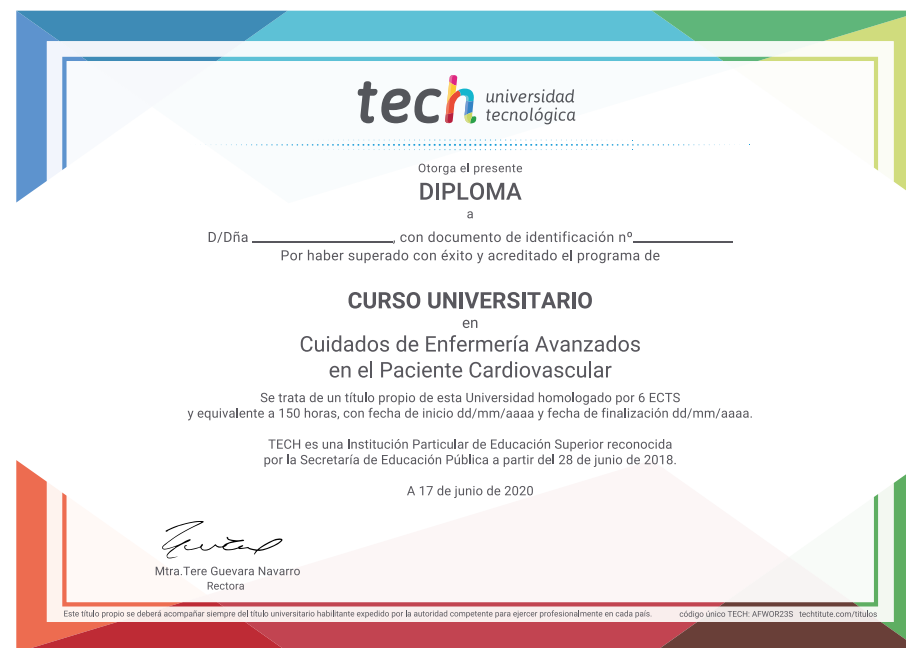 tech universidad
tecnológica
Otorga el presente
DIPLOMA
a
D/Dña ______________, con documento de identificación nº__________
Por haber superado con éxito y acreditado el programa de
CURSO UNIVERSITARIO
en
Cuidados de Enfermería Avanzados
en el Paciente Cardiovascular
Se trata de un título propio de esta Universidad homologado por 6 ECTS
y equivalente a 150 horas, con fecha de inicio dd/mm/aaaa y fecha de finalización dd/mm/aaaa.
TECH es una Institución Particular de Educación Superior reconocida
por la Secretaría de Educación Pública a partir del 28 de junio de 2018.
A 17 de junio de 2020
Mtra.Tere Guevara Navarro
Rectora
Este título propio se deberá acompañar siempre del título universitario habilitante expedido por la autoridad competente para ejercer profesionalmente en cada país. código único TECH: AFWOR23S techtitute.com/titulos